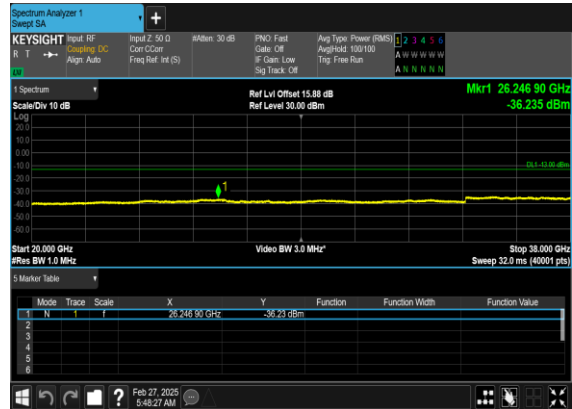 Spectrum Analyzer 1
Swept SA
KEYSIGHT Input: RF Input Z: 50 Ω #Atten: 30 dB PNO: Fast Avg Type: Power (RMS) 1 2 3 4 5 6
R T Coupling: DC Corr CCorr Gate: Off Avg|Hold: 100/100 A W W W W W
Align: Auto Freq Ref: Int (S) IF Gain: Low Trig: Free Run A N N N N N
Sig Track: Off
1 Spectrum Ref Lvl Offset 15.88 dB Mkr1 26.246 90 GHz
Scale/Div 10 dB Ref Level 30.00 dBm -36.235 dBm
Log
20.0
10.0
0.00
-10.0
DL1 -13.00 dBm
-20.0
-30.0
1
-40.0
-50.0
-60.0
Start 20.000 GHz Video BW 3.0 MHz* Stop 38.000 GHz
#Res BW 1.0 MHz Sweep 32.0 ms (40001 pts)
5 Marker Table
Mode Trace Scale X Y Function Function Width Function Value
1 N 1 f 26.246 90 GHz -36.23 dBm
2
3
4
5
6
? Feb 27, 2025
5:48:27 AM